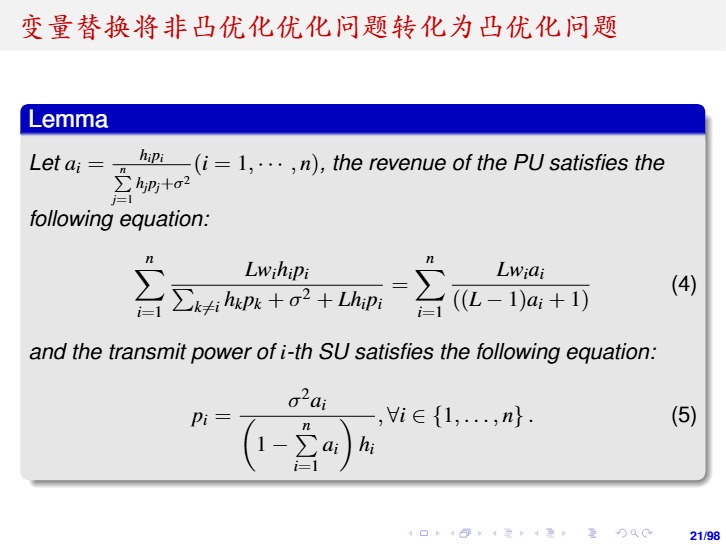 变量替换将非凸优化优化问题转化为凸优化问题
Lemma
Let $a_i = \frac{h_i p_i}{\sum_{j=1}^{n} h_j p_j + \sigma^2} (i = 1, \cdots, n)$, the revenue of the PU satisfies the
following equation:
$\sum_{i=1}^{n} \frac{L w_i h_i p_i}{\sum_{k \neq i} h_k p_k + \sigma^2 + L h_i p_i} = \sum_{i=1}^{n} \frac{L w_i a_i}{((L-1)a_i + 1)}$ (4)
and the transmit power of $i$-th SU satisfies the following equation:
$p_i = \frac{\sigma^2 a_i}{\left(1 - \sum_{i=1}^{n} a_i\right) h_i}, \forall i \in \{1, \ldots, n\}.$ (5)
21/98